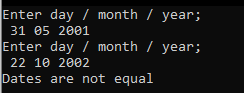 Enter day / month / year;
31 05 2001
Enter day / month / year;
22 10 2002
Dates are not equal